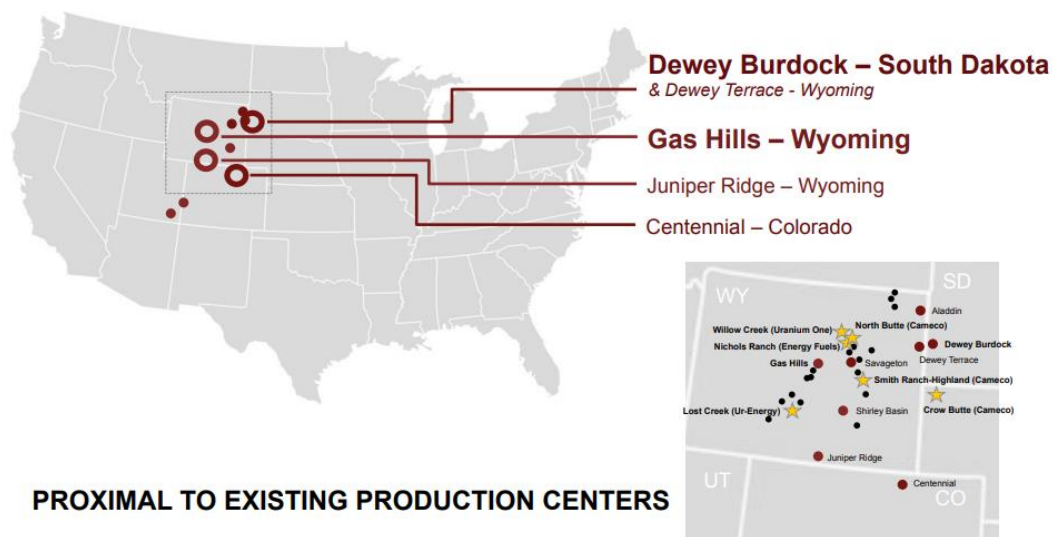 Dewey Burdock – South Dakota
& Dewey Terrace - Wyoming
Gas Hills – Wyoming
Juniper Ridge – Wyoming
Centennial – Colorado
WY
SD
Aladdin
Willow Creek (Uranium One)
North Butte (Cameco)
Nichols Ranch (Energy Fuels)
Dewey Burdock
Dewey Terrace
Gas Hills
Savageton
Smith Ranch-Highland (Cameco)
Lost Creek (Ur-Energy)
Shirley Basin
Crow Butte (Cameco)
Juniper Ridge
UT
Centennial
CO
PROXIMAL TO EXISTING PRODUCTION CENTERS